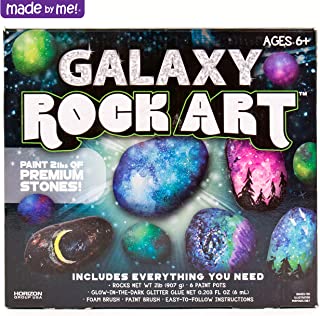 made by me!
AGES 6+
GALAXY
ROCK ART™
PAINT 2lbs OF
PREMIUM
STONES!
INCLUDES EVERYTHING YOU NEED
• ROCKS NET WT 2lb (907 g) • 6 PAINT POTS
• GLOW-IN-THE-DARK GLITTER GLUE NET 0.203 FL OZ (6 mL)
• FOAM BRUSH • PAINT BRUSH • EASY-TO-FOLLOW INSTRUCTIONS
HORIZON
GROUP USA